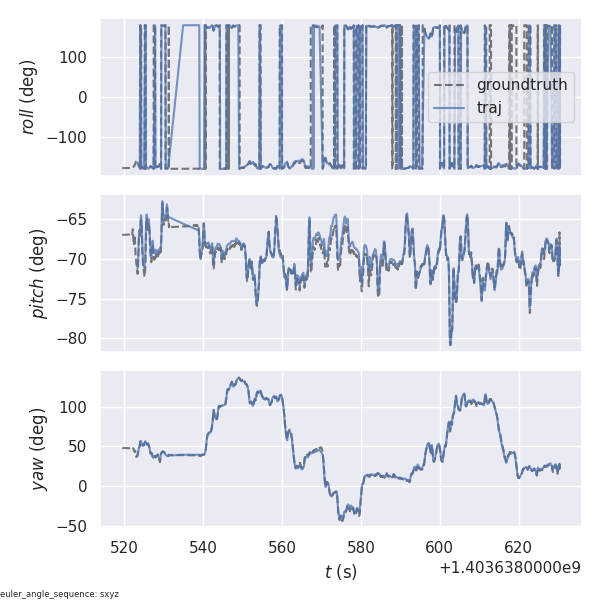 100
0
−100
roll (deg)
groundtruth
traj
−65
−70
−75
−80
pitch (deg)
100
50
0
−50
yaw (deg)
520 540 560 580 600 620
t (s)
+1.4036380000e9
euler_angle_sequence: sxyz